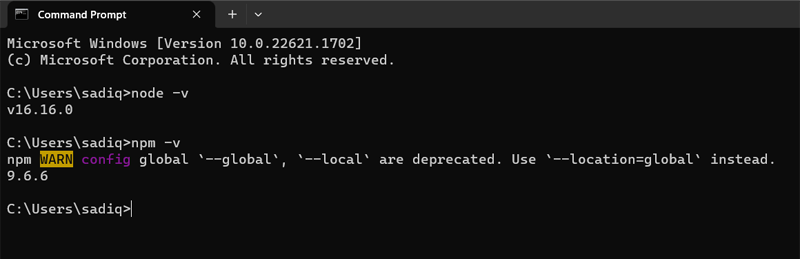 Command Prompt
Microsoft Windows [Version 10.0.22621.1702]
(c) Microsoft Corporation. All rights reserved.
C:\Users\sadiq>node -v
v16.16.0
C:\Users\sadiq>npm -v
npm WARN config global `--global`, `--local` are deprecated. Use `--location=global` instead.
9.6.6
C:\Users\sadiq>